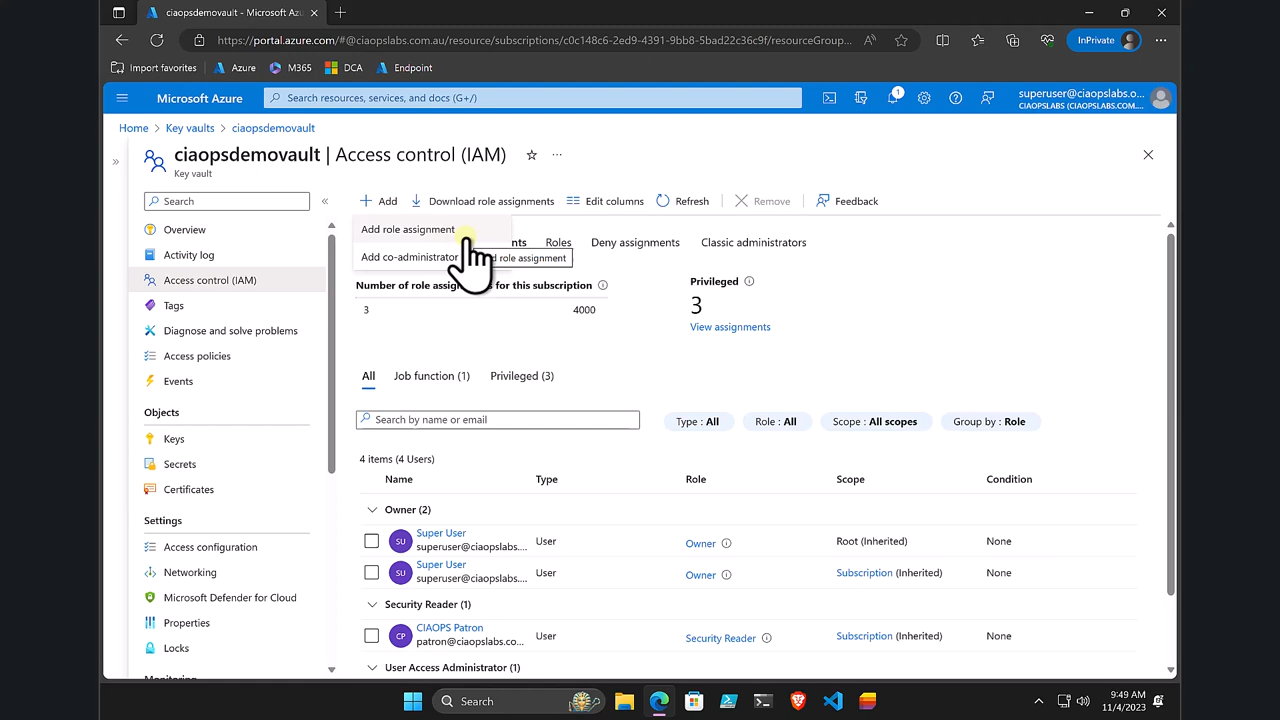 ciaopsdemovault - Microsoft Azu
https://portal.azure.com/#@ciaopslabs.com.au/resource/subscriptions/c0c148c6-2ed9-4391-9bb8-5bad22c36c9f/resourceGroup...
InPrivate
Import favorites
Azure
M365
DCA
Endpoint
Microsoft Azure
Search resources, services, and docs (G+/)
1
superuser@ciaopslabs.o...
CIAOPSLABS (CIAOPSLABS.COM....
Home > Key vaults > ciaopsdemovault
ciaopsdemovault | Access control (IAM)
Key vault
Search
Overview
Activity log
Access control (IAM)
Tags
Diagnose and solve problems
Access policies
Events
Objects
Keys
Secrets
Certificates
Settings
Access configuration
Networking
Microsoft Defender for Cloud
Properties
Locks
Monitoring
Add
Download role assignments
Edit columns
Refresh
Remove
Feedback
Add role assignment
Add co-administrator
role assignment
nts
Roles
Deny assignments
Classic administrators
Number of role assig for this subscription
3
4000
Privileged
3
View assignments
All
Job function (1)
Privileged (3)
Search by name or email
Type : All
Role : All
Scope : All scopes
Group by : Role
4 items (4 Users)
Name Type Role Scope Condition
Owner (2)
SU Super User
superuser@ciaopslabs.... User Owner Root (Inherited) None
SU Super User
superuser@ciaopslabs.... User Owner Subscription (Inherited) None
Security Reader (1)
CP CIAOPS Patron
patron@ciaopslabs.co... User Security Reader Subscription (Inherited) None
User Access Administrator (1)
Search
9:49 AM
11/4/2023